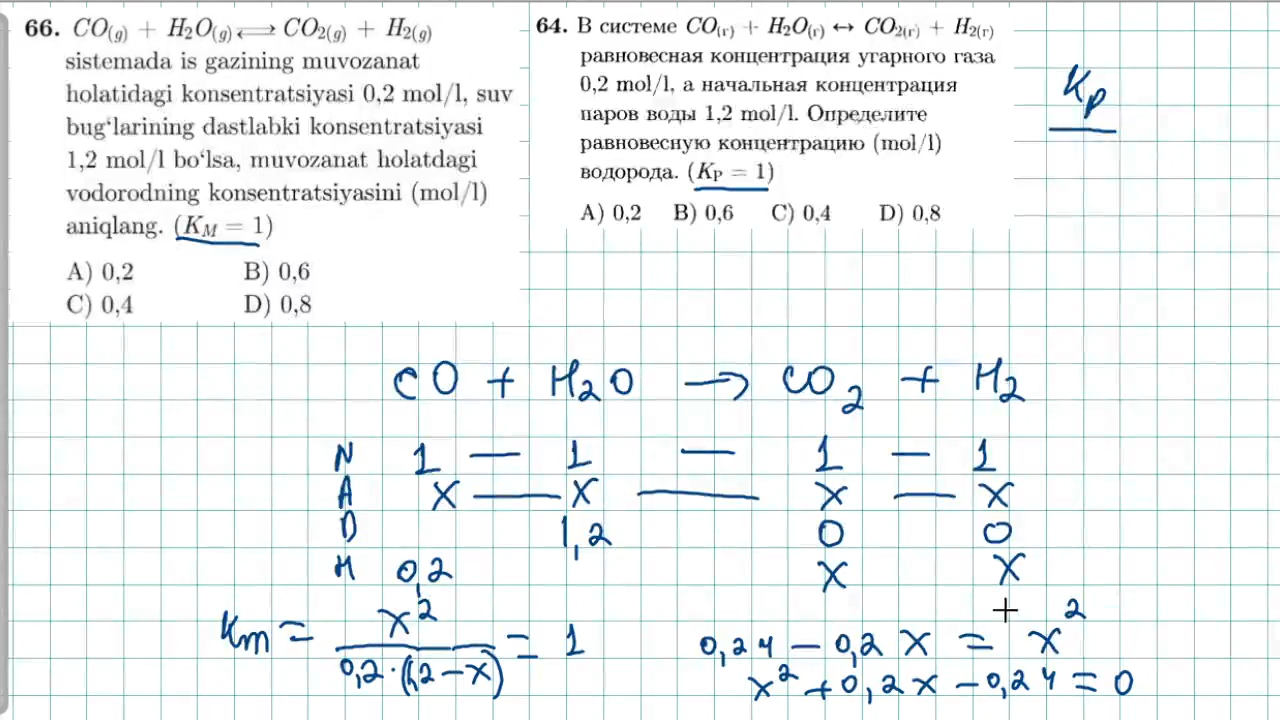 66. CO(g) + H₂O(g) ⟷ CO₂(g) + H₂(g)
sistemada is gazining muvozanat
holatidagi konsentratsiyasi 0,2 mol/l, suv
bug‘larining dastlabki konsentratsiyasi
1,2 mol/l bo‘lsa, muvozanat holatdagi
vodorodning konsentratsiyasini (mol/l)
aniqlang. (K_M = 1)
A) 0,2 B) 0,6
C) 0,4 D) 0,8
64. В системе CO(г) + H₂O(г) ↔ CO₂(г) + H₂(г)
равновесная концентрация угарного газа
0,2 mol/l, а начальная концентрация
паров воды 1,2 mol/l. Определите
равновесную концентрацию (mol/l)
водорода. (K_P = 1)
A) 0,2 B) 0,6 C) 0,4 D) 0,8
Kp
CO + H₂O → CO₂ + H₂
N 1 — 1 — 1 — 1
A X — X — X — X
D 1,2 0 0
M 0,2 X X
Km = x² / 0,2·(1,2 − x) = 1
0,24 − 0,2x = x²
x² + 0,2x − 0,24 = 0